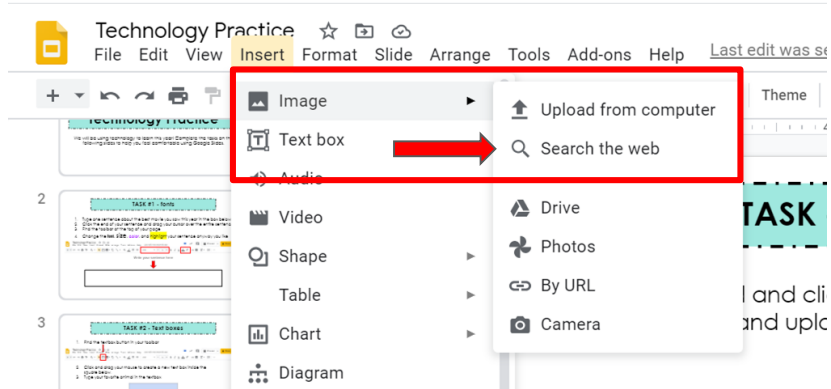 Technology Practice
File Edit View Insert Format Slide Arrange Tools Add-ons Help Last edit was se
Theme
Image
Upload from computer
Text box
Search the web
Audio
Video
Drive
Shape
Photos
Table
By URL
Chart
Camera
Diagram
Technology Practice
2
TASK #1 - fonts
3
TASK #2 - Text boxes
TASK
and cli
and uplo